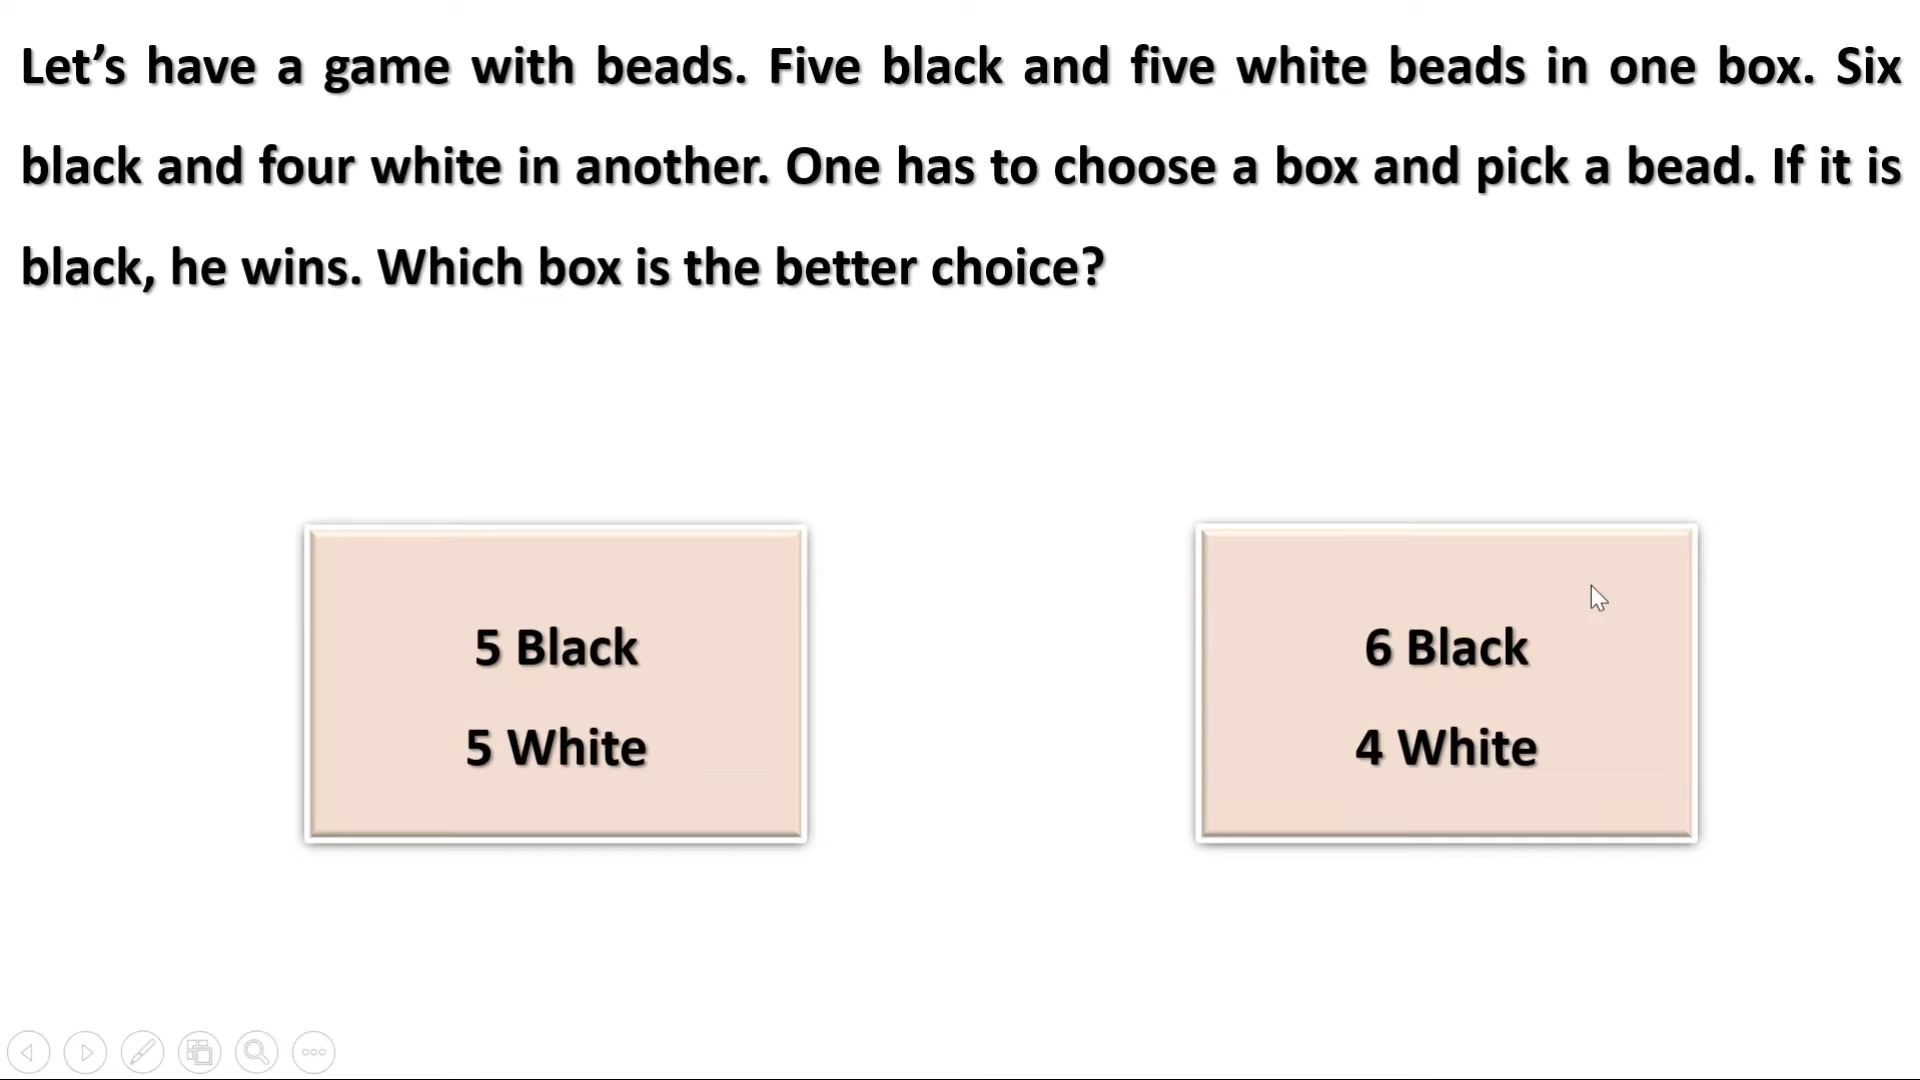 Let’s have a game with beads. Five black and five white beads in one box. Six
black and four white in another. One has to choose a box and pick a bead. If it is
black, he wins. Which box is the better choice?
5 Black
5 White
6 Black
4 White